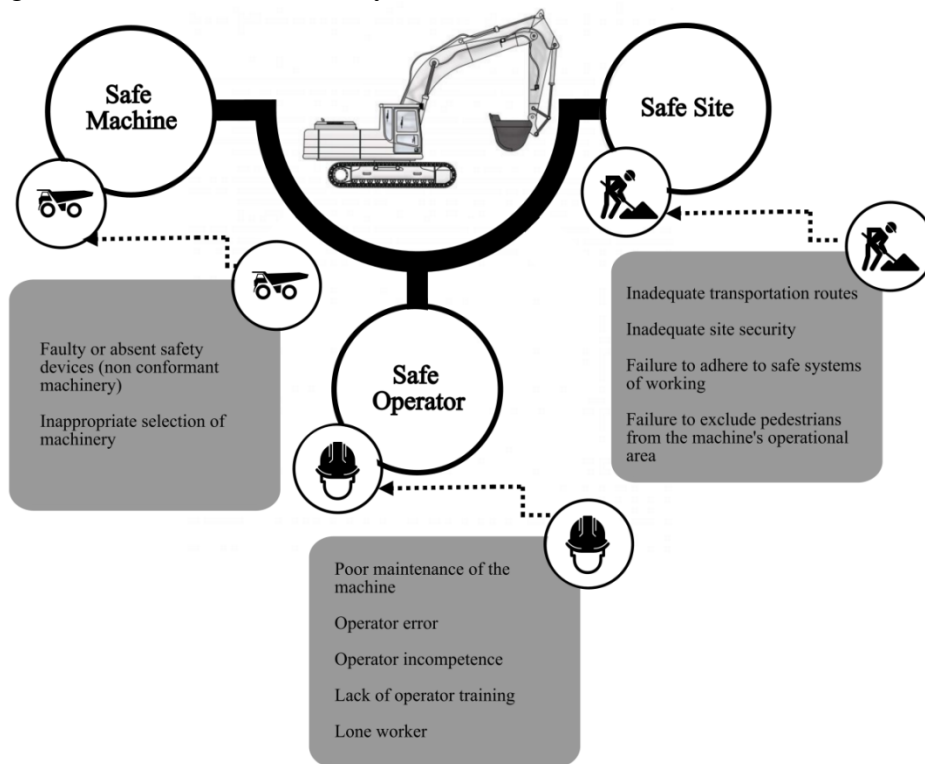 Safe
Machine
Safe Site
Faulty or absent safety
devices (non conformant
machinery)
Inappropriate selection of
machinery
Safe
Operator
Inadequate transportation routes
Inadequate site security
Failure to adhere to safe systems
of working
Failure to exclude pedestrians
from the machine's operational
area
Poor maintenance of the
machine
Operator error
Operator incompetence
Lack of operator training
Lone worker